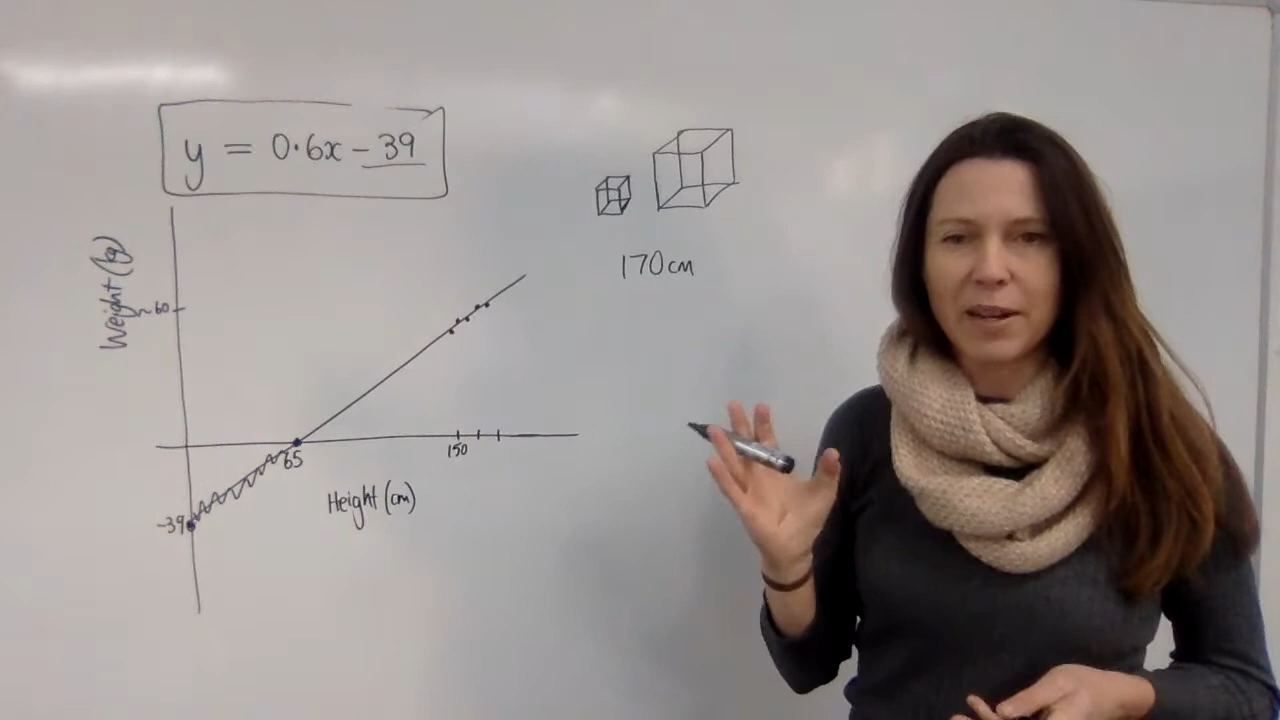 y = 0.6x - 39
170cm
Weight (kg)
~60
65
150
Height (cm)
-39